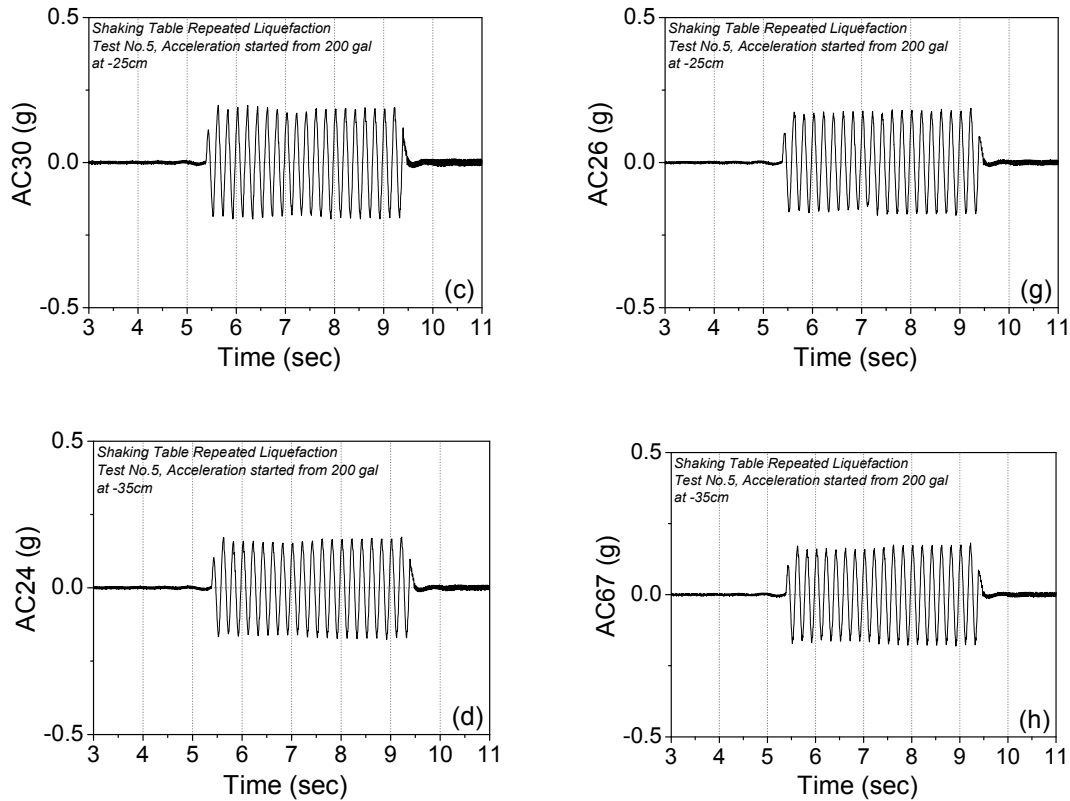 0.5
Shaking Table Repeated Liquefaction
Test No.5, Acceleration started from 200 gal
at -25cm
AC30 (g)
0.0
-0.5
(c)
3 4 5 6 7 8 9 10 11
Time (sec)
0.5
Shaking Table Repeated Liquefaction
Test No.5, Acceleration started from 200 gal
at -25cm
AC26 (g)
0.0
-0.5
(g)
3 4 5 6 7 8 9 10 11
Time (sec)
0.5
Shaking Table Repeated Liquefaction
Test No.5, Acceleration started from 200 gal
at -35cm
AC24 (g)
0.0
-0.5
(d)
3 4 5 6 7 8 9 10 11
Time (sec)
0.5
Shaking Table Repeated Liquefaction
Test No.5, Acceleration started from 200 gal
at -35cm
AC67 (g)
0.0
-0.5
(h)
3 4 5 6 7 8 9 10 11
Time (sec)